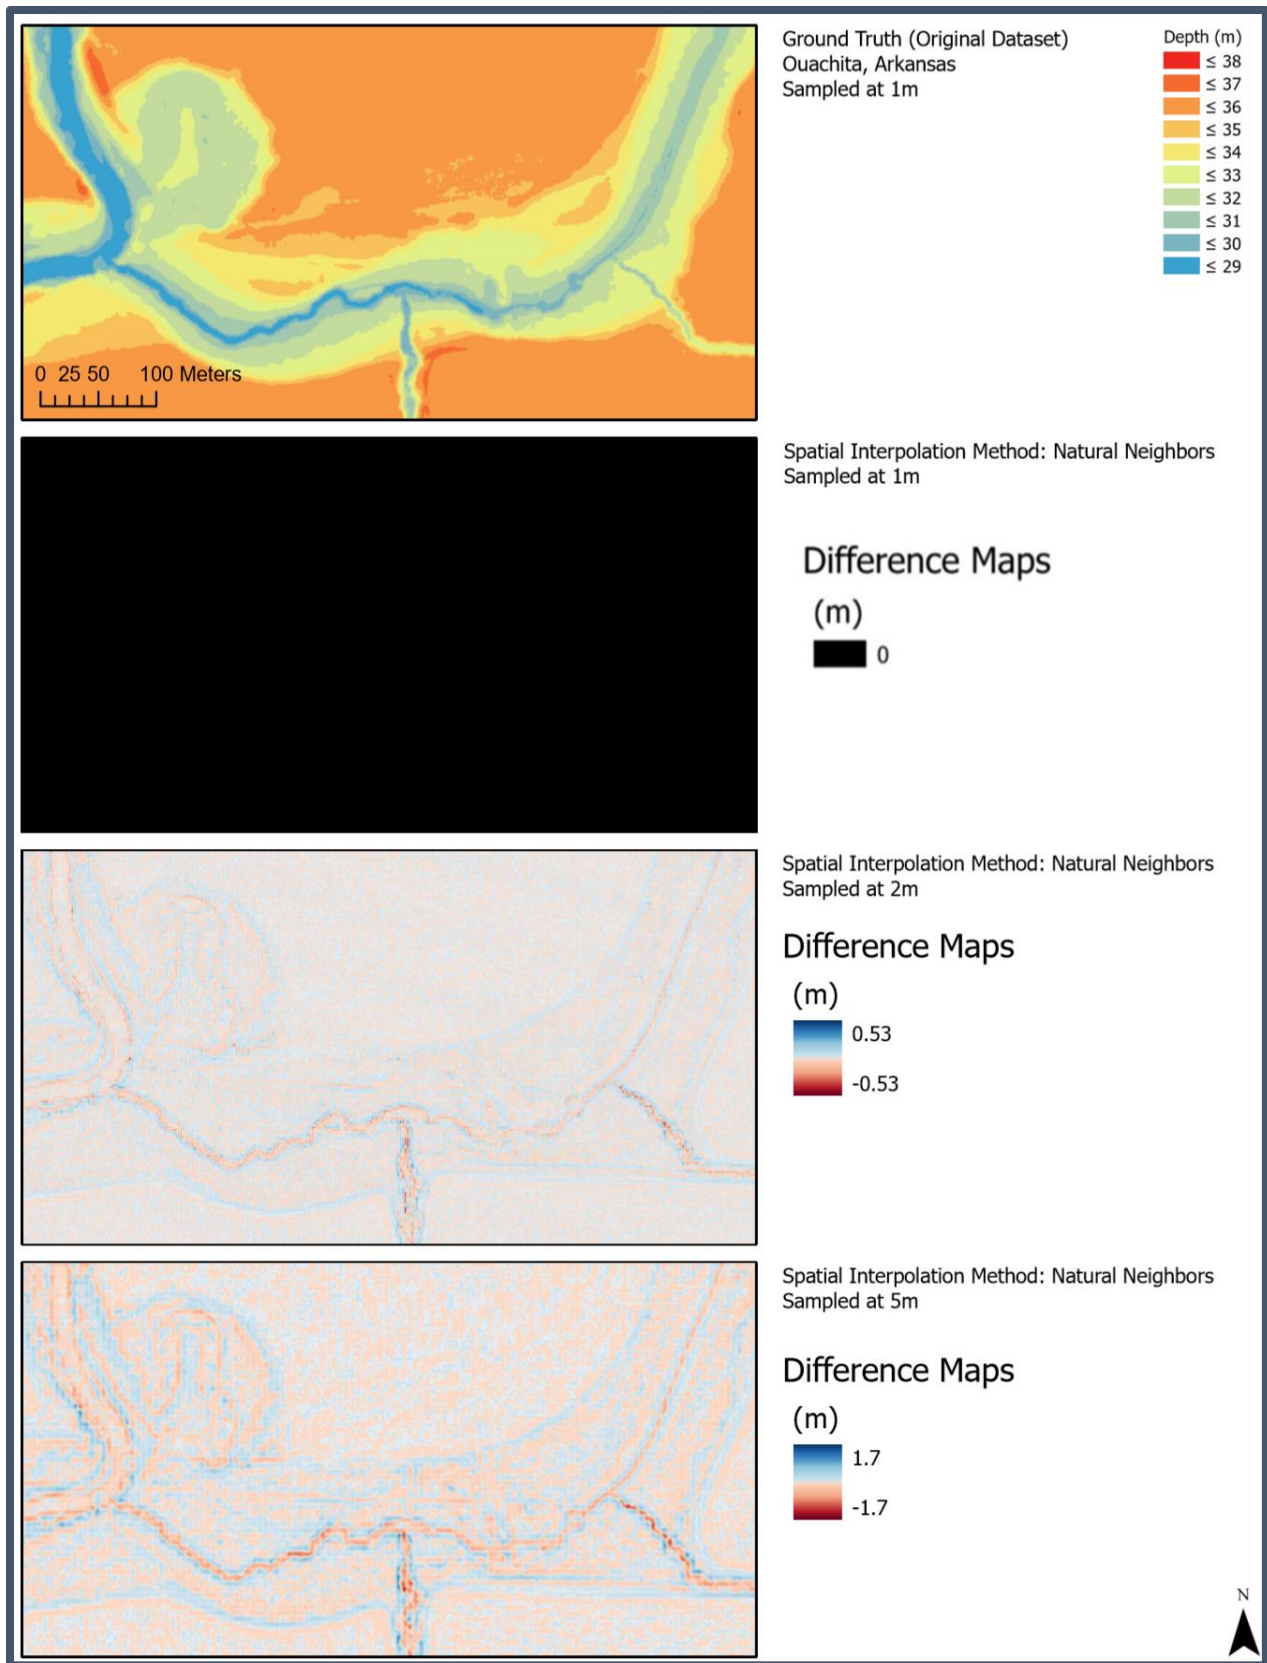 Ground Truth (Original Dataset)
Ouachita, Arkansas
Sampled at 1m
Depth (m)
≤ 38
≤ 37
≤ 36
≤ 35
≤ 34
≤ 33
≤ 32
≤ 31
≤ 30
≤ 29
0 25 50 100 Meters
Spatial Interpolation Method: Natural Neighbors
Sampled at 1m
Difference Maps
(m)
0
Spatial Interpolation Method: Natural Neighbors
Sampled at 2m
Difference Maps
(m)
0.53
-0.53
Spatial Interpolation Method: Natural Neighbors
Sampled at 5m
Difference Maps
(m)
1.7
-1.7
N